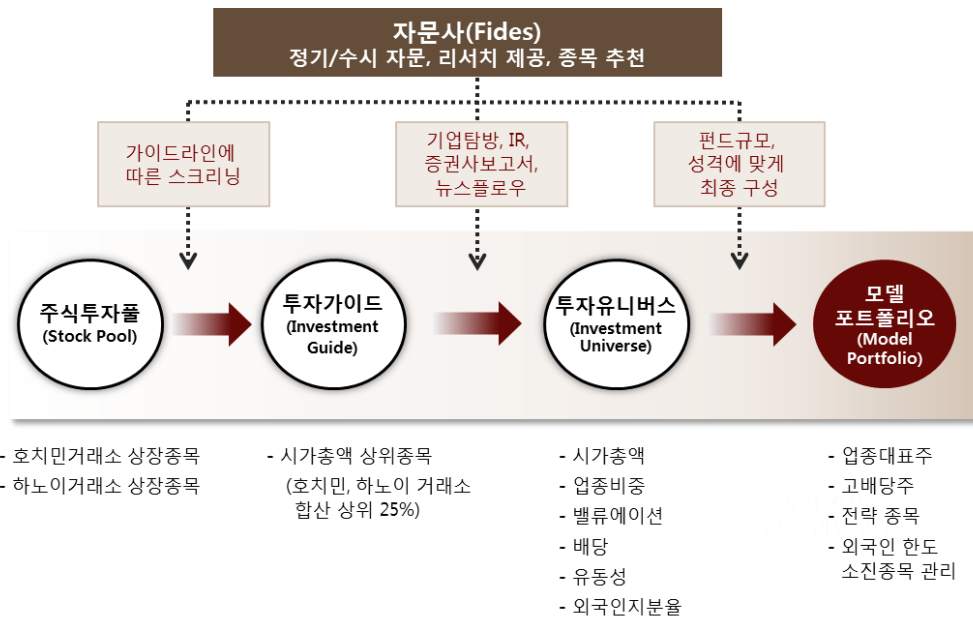 자문사(Fides)
정기/수시 자문, 리서치 제공, 종목 추천
가이드라인에
따른 스크리닝
기업탐방, IR,
증권사보고서,
뉴스플로우
펀드규모,
성격에 맞게
최종 구성
주식투자풀
(Stock Pool)
투자가이드
(Investment
Guide)
투자유니버스
(Investment
Universe)
모델
포트폴리오
(Model
Portfolio)
- 호치민거래소 상장종목
- 하노이거래소 상장종목
- 시가총액 상위종목
(호치민, 하노이 거래소
합산 상위 25%)
- 시가총액
- 업종비중
- 밸류에이션
- 배당
- 유동성
- 외국인지분율
- 업종대표주
- 고배당주
- 전략 종목
- 외국인 한도
소진종목 관리